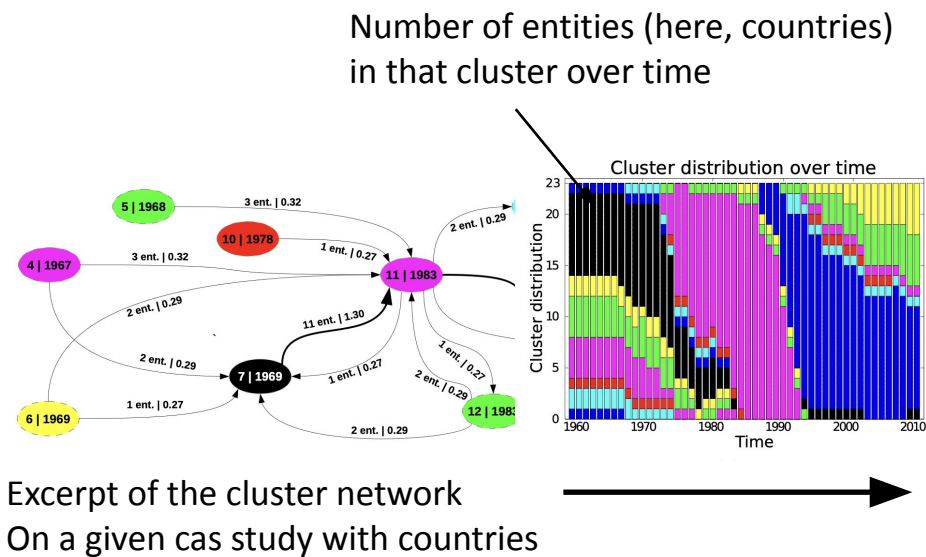 Number of entities (here, countries)
in that cluster over time
Cluster distribution over time
5 | 1968
3 ent. | 0.32
2 ent. | 0.29
10 | 1978
1 ent. | 0.27
4 | 1967
3 ent. | 0.32
11 | 1983
2 ent. | 0.29
11 ent. | 1.30
2 ent. | 0.29
7 | 1969
1 ent. | 0.27
1 ent. | 0.27
2 ent. | 0.29
6 | 1969
1 ent. | 0.27
12 | 1983
2 ent. | 0.29
Cluster distribution
23
20
15
10
5
0
1960 1970 1980 1990 2000 2010
Time
Excerpt of the cluster network
On a given cas study with countries